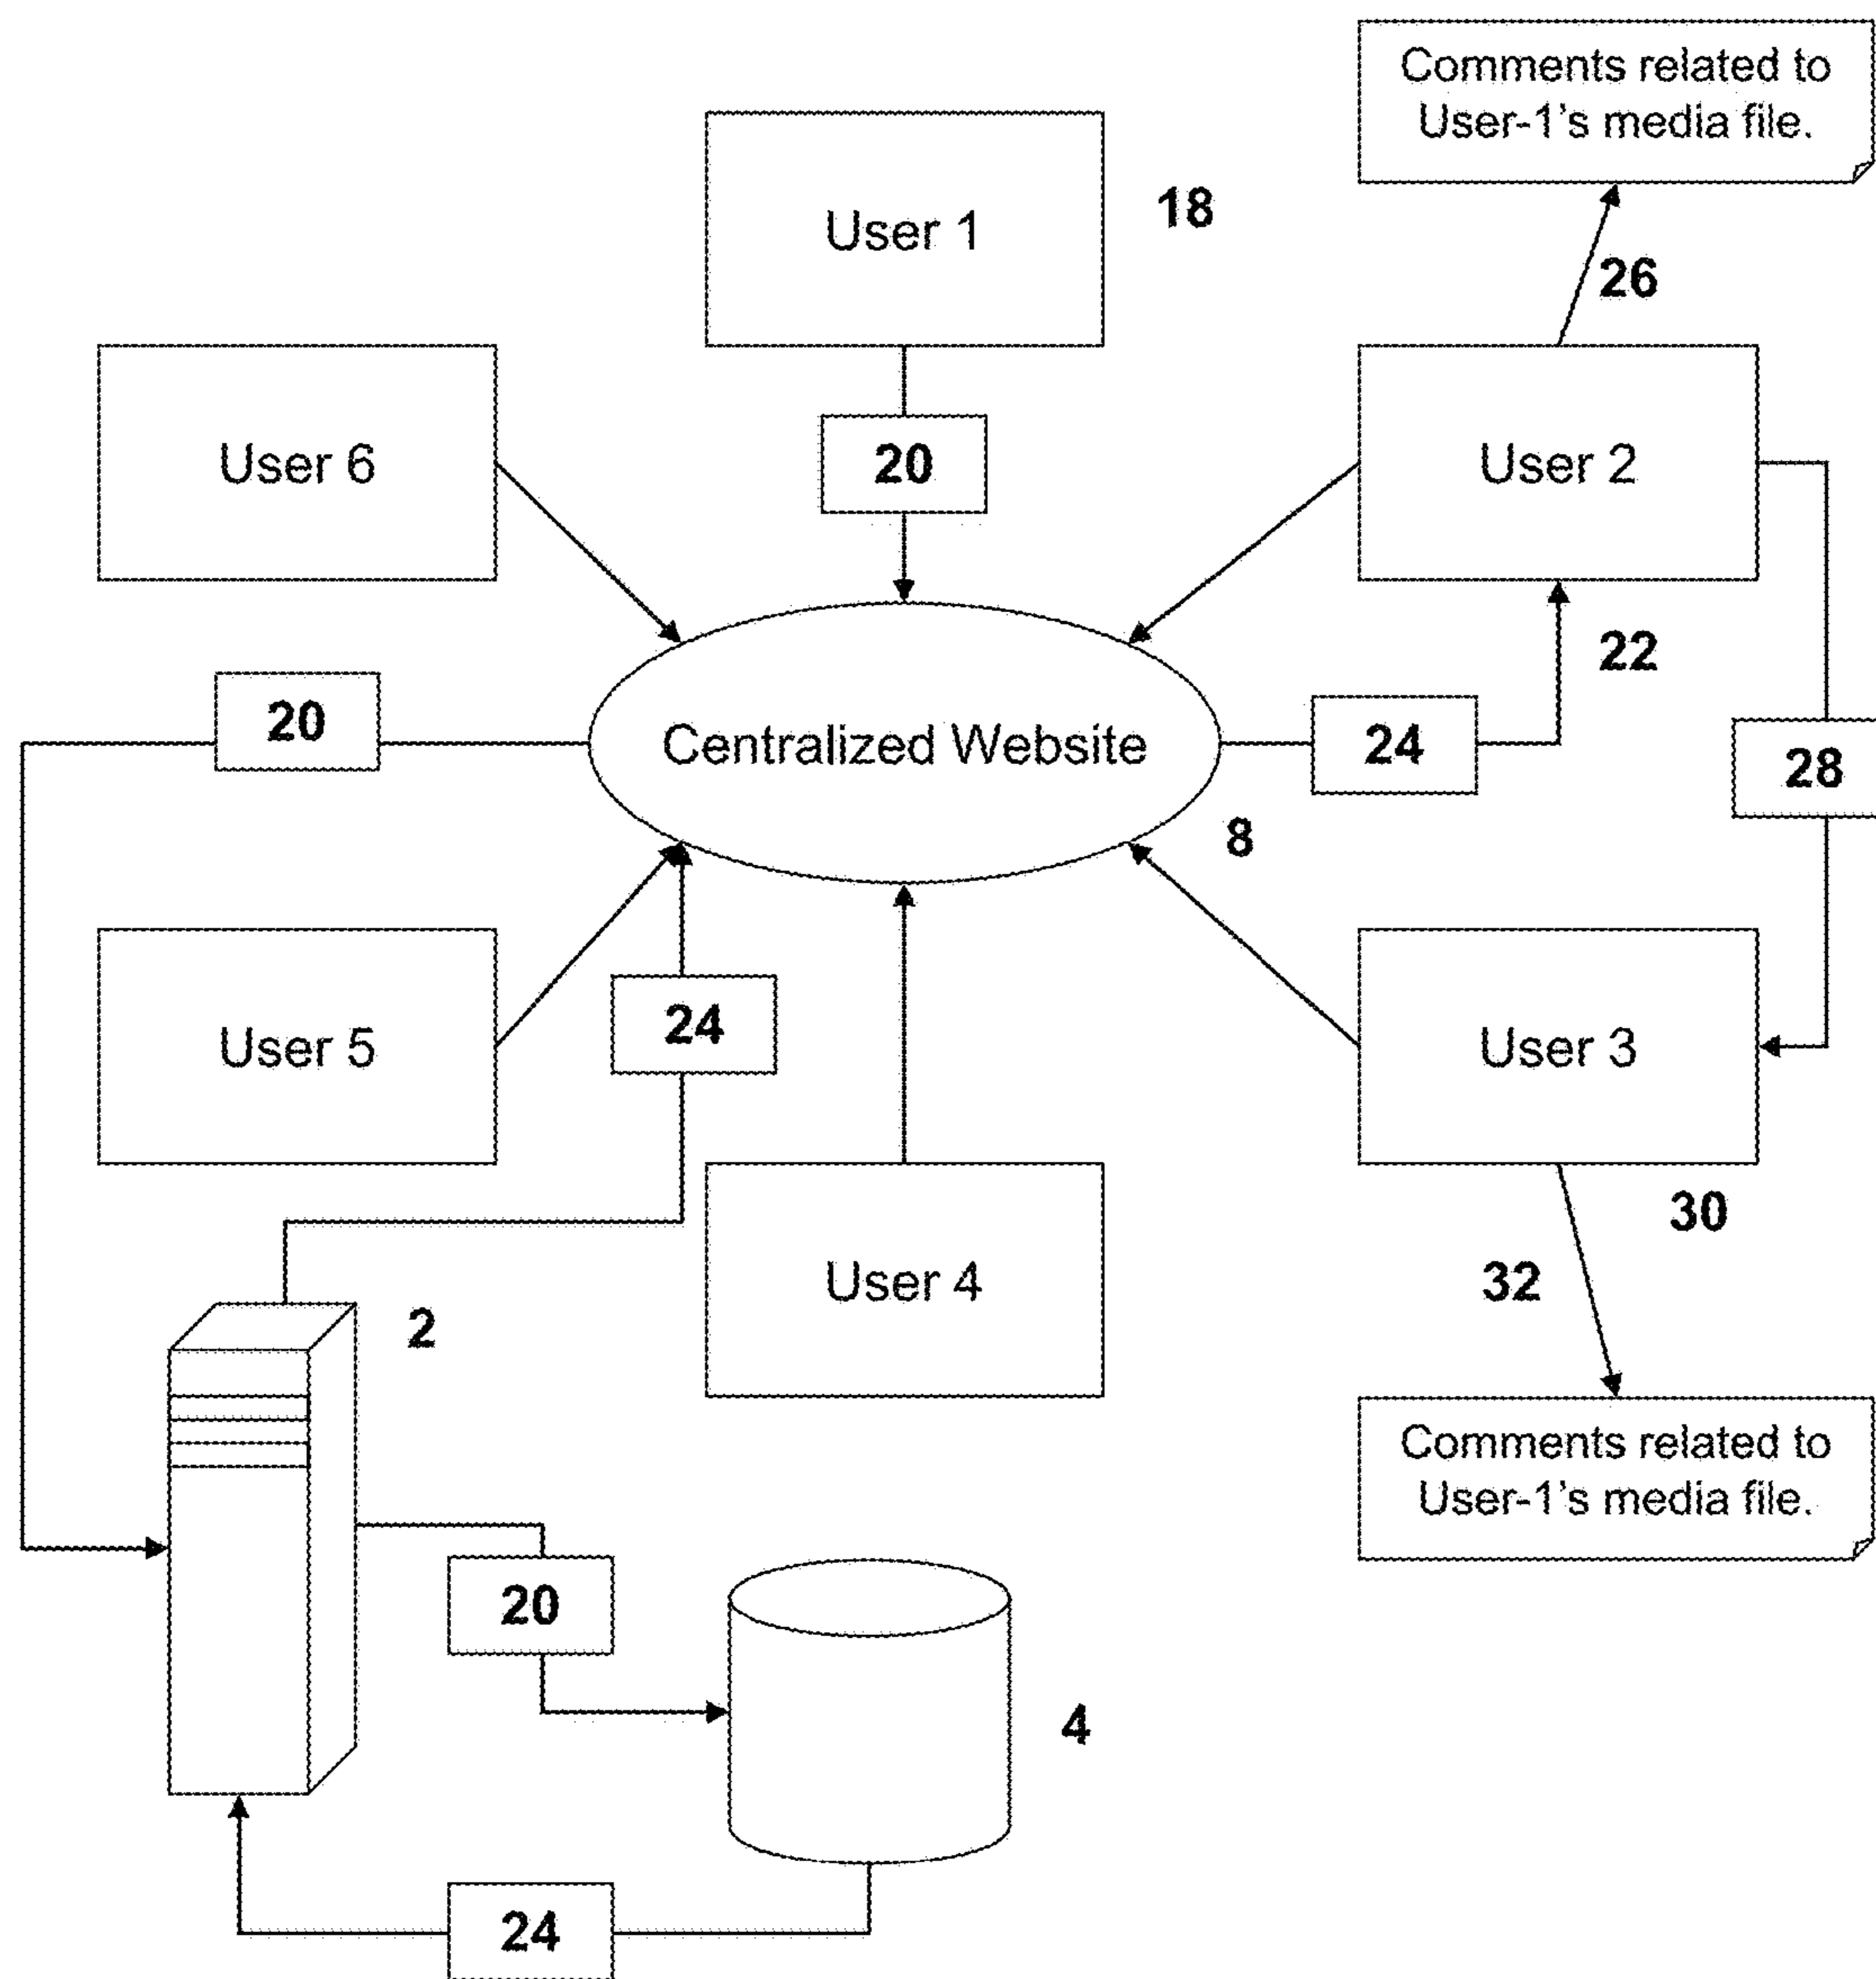 Comments related to
User-1's media file.
User 1
18
26
User 6
20
User 2
20
22
Centralized Website
24
28
8
User 5
24
User 3
30
User 4
32
2
Comments related to
User-1's media file.
20
4
24